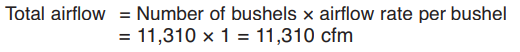 Total airflow = Number of bushels × airflow rate per bushel
= 11,310 × 1 = 11,310 cfm